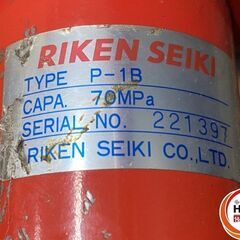 RIKEN SEIKI
TYPE P-1B
CAPA. 70MPa
SERIAL NO. 221397
RIKEN SEIKI CO.,LTD.